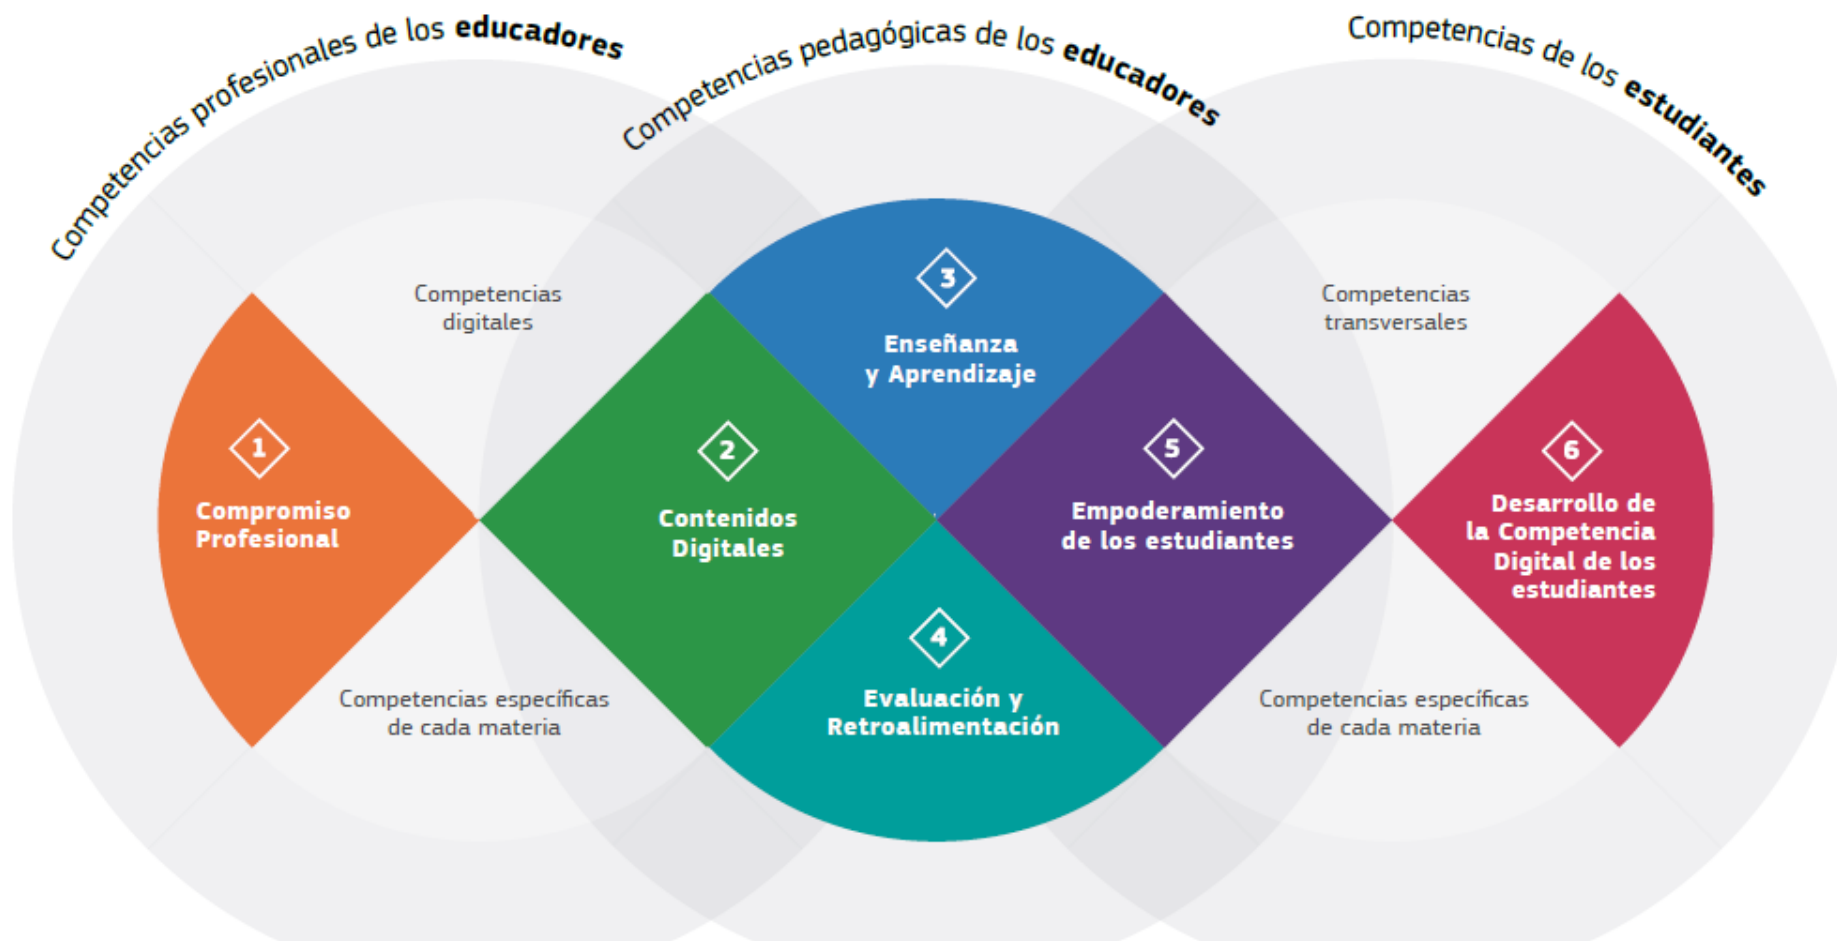 Competencias profesionales de los educadores
Competencias pedagógicas de los educadores
Competencias de los estudiantes
Competencias
digitales
Competencias específicas
de cada materia
1
Compromiso
Profesional
2
Contenidos
Digitales
3
Enseñanza
y Aprendizaje
4
Evaluación y
Retroalimentación
5
Empoderamiento
de los estudiantes
Competencias
transversales
Competencias específicas
de cada materia
6
Desarrollo de
la Competencia
Digital de los
estudiantes